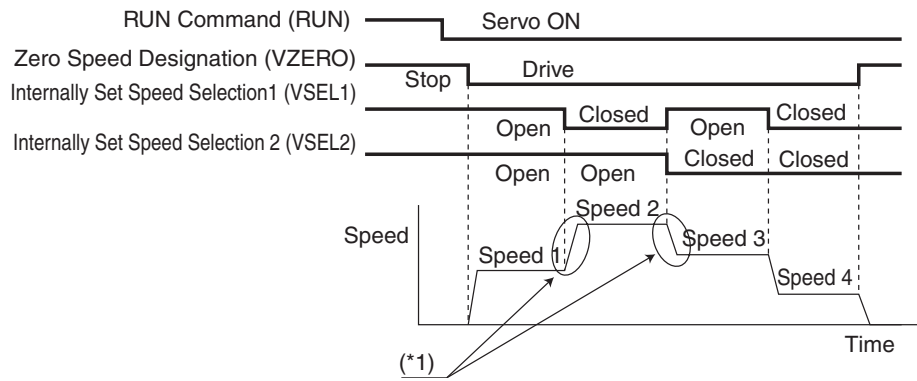 RUN Command (RUN) Servo ON
Zero Speed Designation (VZERO)
Stop Drive
Internally Set Speed Selection1 (VSEL1)
Closed Closed
Open Open
Internally Set Speed Selection 2 (VSEL2)
Closed Closed
Open Open
Speed 2
Speed
Speed 1 Speed 3
Speed 4
Time
(*1)